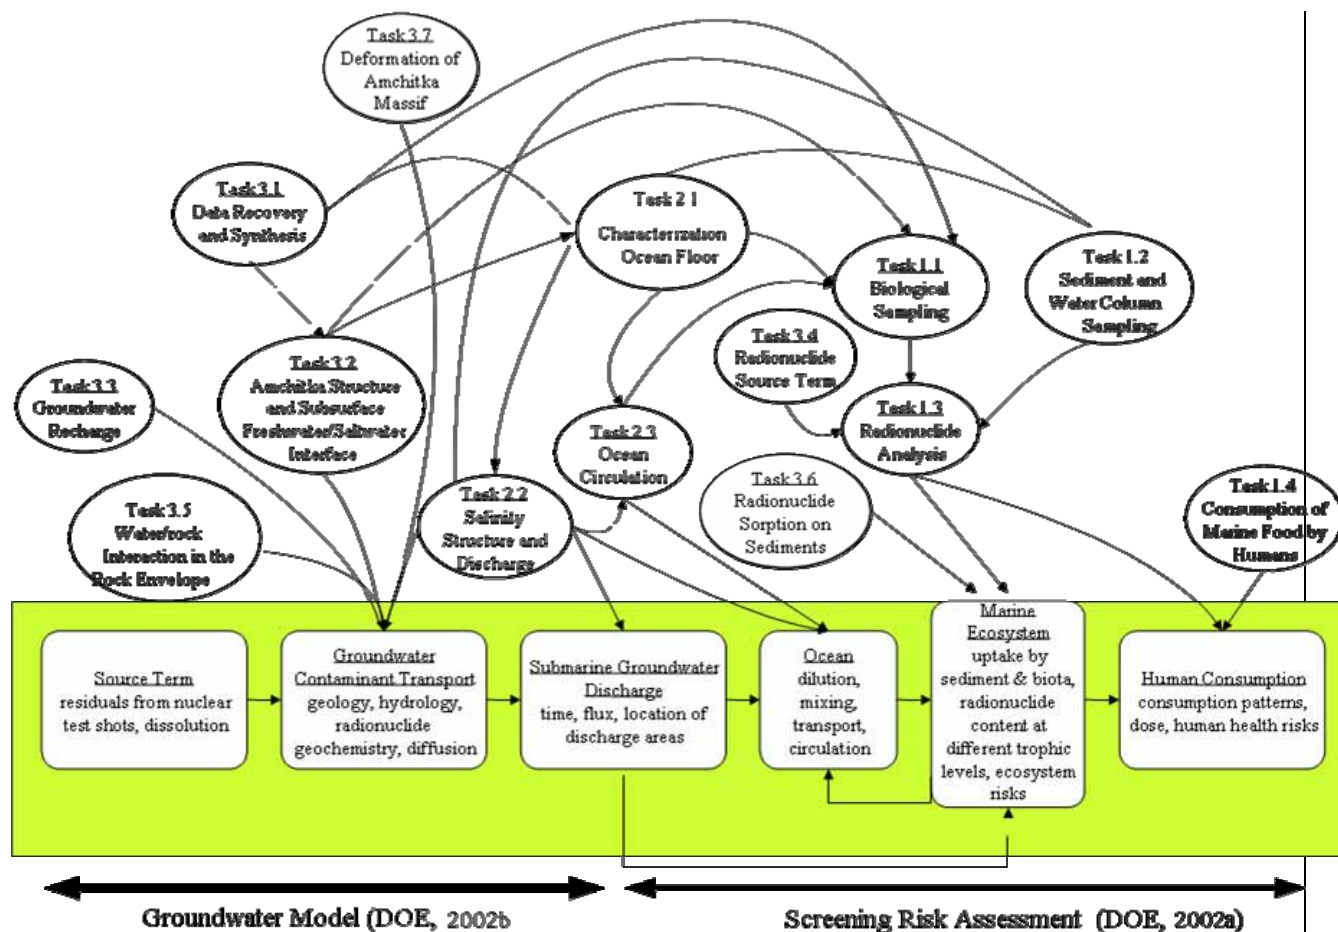 Task 3.7
Deformation of
Amchitka
Massif
Task 3.1
Data Recovery
and Synthesis
Task 2 1
Characterization
Ocean Floor
Task 1.1
Biological
Sampling
Task 1.2
Sediment and
Water Column
Sampling
Task 3.4
Radionuclide
Source Term
Task 3.2
Amchitka Structure
and Subsurface
Freshwater/Saltwater
Interface
Task 3.3
Groundwater
Recharge
Task 1.3
Radionuclide
Analysis
Task 2.3
Ocean
Circulation
Task 3.6
Radionuclide
Sorption on
Sediments
Task 2.2
Salinity
Structure and
Discharge
Task 1.4
Consumption of
Marine Food by
Humans
Task 3.5
Water/rock
Interaction in the
Rock Envelope
Source Term
residuals from nuclear
test shots, dissolution
Groundwater
Contaminant Transport
geology, hydrology,
radionuclide
geochemistry, diffusion
Submarine Groundwater
Discharge
time, flux, location of
discharge areas
Ocean
dilution,
mixing,
transport,
circulation
Marine
Ecosystem
uptake by
sediment & biota,
radionuclide
content at
different trophic
levels, ecosystem
risks
Human Consumption
consumption patterns,
dose, human health risks
Groundwater Model (DOE, 2002b
Screening Risk Assessment (DOE, 2002a)